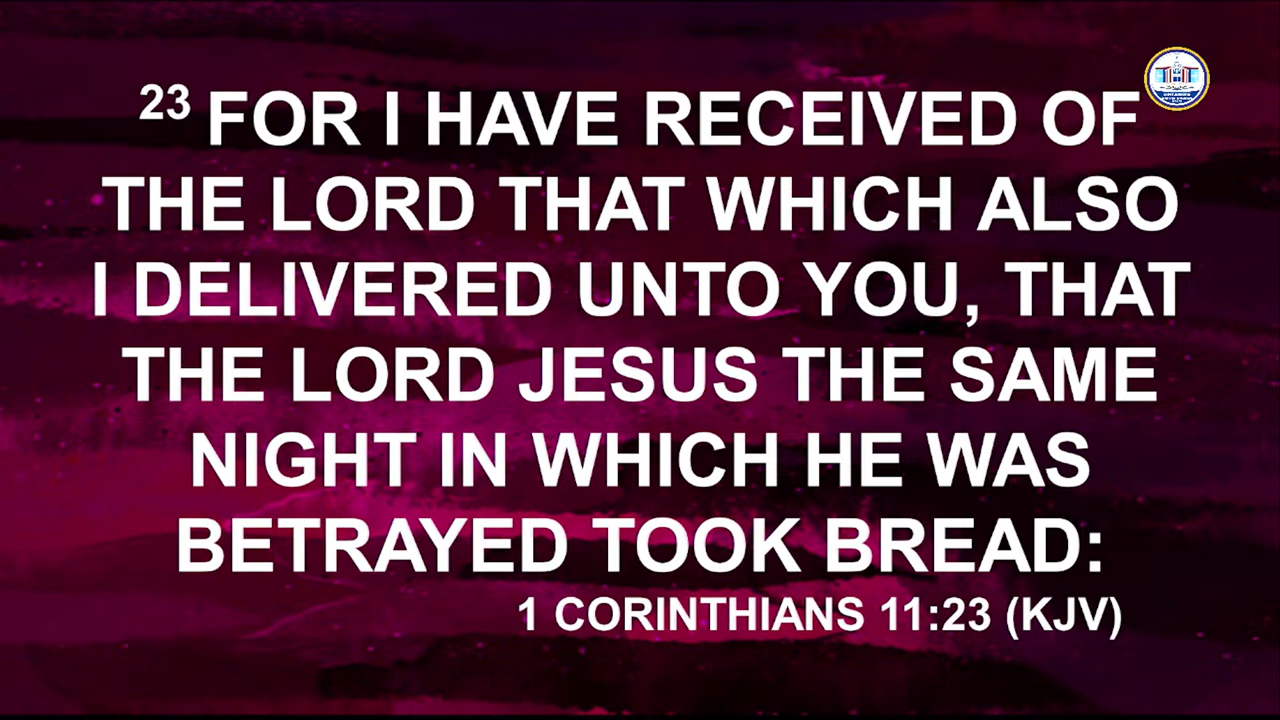 23 FOR I HAVE RECEIVED OF
THE LORD THAT WHICH ALSO
I DELIVERED UNTO YOU, THAT
THE LORD JESUS THE SAME
NIGHT IN WHICH HE WAS
BETRAYED TOOK BREAD:
1 CORINTHIANS 11:23 (KJV)